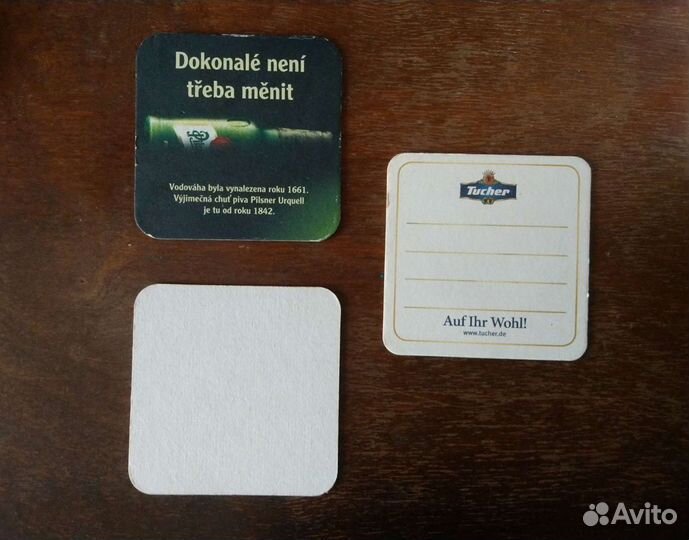 Dokonalé není
třeba měnit
Vodováha byla vynalezena roku 1661.
Výjimečná chuť piva Pilsner Urquell
je tu od roku 1842.
Tucher
Auf Ihr Wohl!
www.tucher.de
Avito